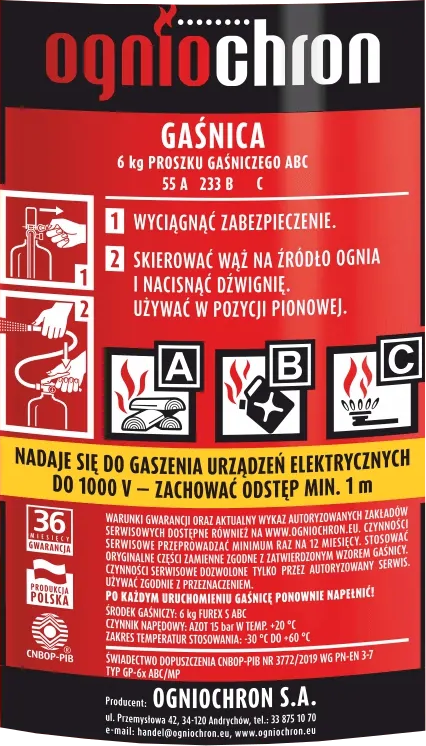 ogniochron
GAŚNICA
6 kg PROSZKU GAŚNICZEGO ABC
55 A 233 B C
1 WYCIĄGNĄĆ ZABEZPIECZENIE.
1
2 SKIEROWAĆ WĄŻ NA ŹRÓDŁO OGNIA
I NACISNĄĆ DŹWIGNIĘ.
UŻYWAĆ W POZYCJI PIONOWEJ.
2
A B C
NADAJE SIĘ DO GASZENIA URZĄDZEŃ ELEKTRYCZNYCH
DO 1000 V – ZACHOWAĆ ODSTĘP MIN. 1 m
36
MIESIĘCY
GWARANCJA
PRODUKCJA
POLSKA
CNBOP-PIB
WARUNKI GWARANCJI ORAZ AKTUALNY WYKAZ AUTORYZOWANYCH ZAKŁADÓW
SERWISOWYCH DOSTĘPNE RÓWNIEŻ NA WWW.OGNIOCHRON.EU. CZYNNOŚCI
SERWISOWE PRZEPROWADZAĆ MINIMUM RAZ NA 12 MIESIĘCY. STOSOWAĆ
ORYGINALNE CZĘŚCI ZAMIENNE ZGODNE Z ZATWIERDZONYM WZOREM GAŚNICY.
CZYNNOŚCI SERWISOWE DOZWOLONE TYLKO PRZEZ AUTORYZOWANY SERWIS.
UŻYWAĆ ZGODNIE Z PRZEZNACZENIEM.
PO KAŻDYM URUCHOMIENIU GAŚNICĘ PONOWNIE NAPEŁNIĆ!
ŚRODEK GAŚNICZY: 6 kg FUREX S ABC
CZYNNIK NAPĘDOWY: AZOT 15 bar W TEMP. +20 °C
ZAKRES TEMPERATUR STOSOWANIA: -30 °C DO +60 °C
ŚWIADECTWO DOPUSZCZENIA CNBOP-PIB NR 3772/2019 WG PN-EN 3-7
TYP GP-6x ABC/MP
Producent: OGNIOCHRON S.A.
ul. Przemysłowa 42, 34-120 Andrychów, tel.: 33 875 10 70
e-mail: handel@ogniochron.eu, www.ogniochron.eu